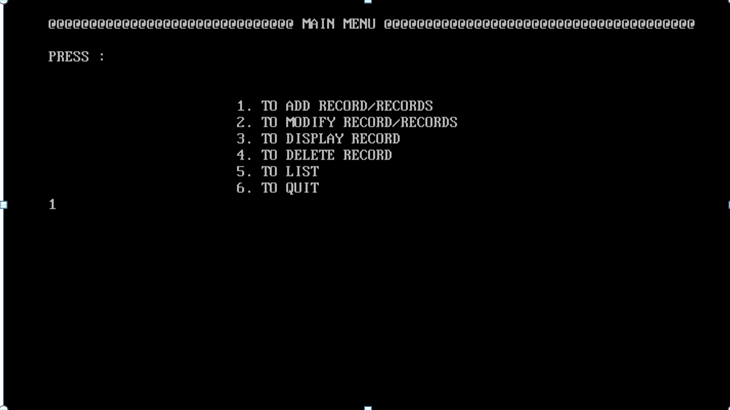 @@@@@@@@@@@@@@@@@@@@@@@@@@@@@@ MAIN MENU @@@@@@@@@@@@@@@@@@@@@@@@@@@@@@@@@@@@@@
PRESS :
1. TO ADD RECORD/RECORDS
2. TO MODIFY RECORD/RECORDS
3. TO DISPLAY RECORD
4. TO DELETE RECORD
5. TO LIST
6. TO QUIT
1